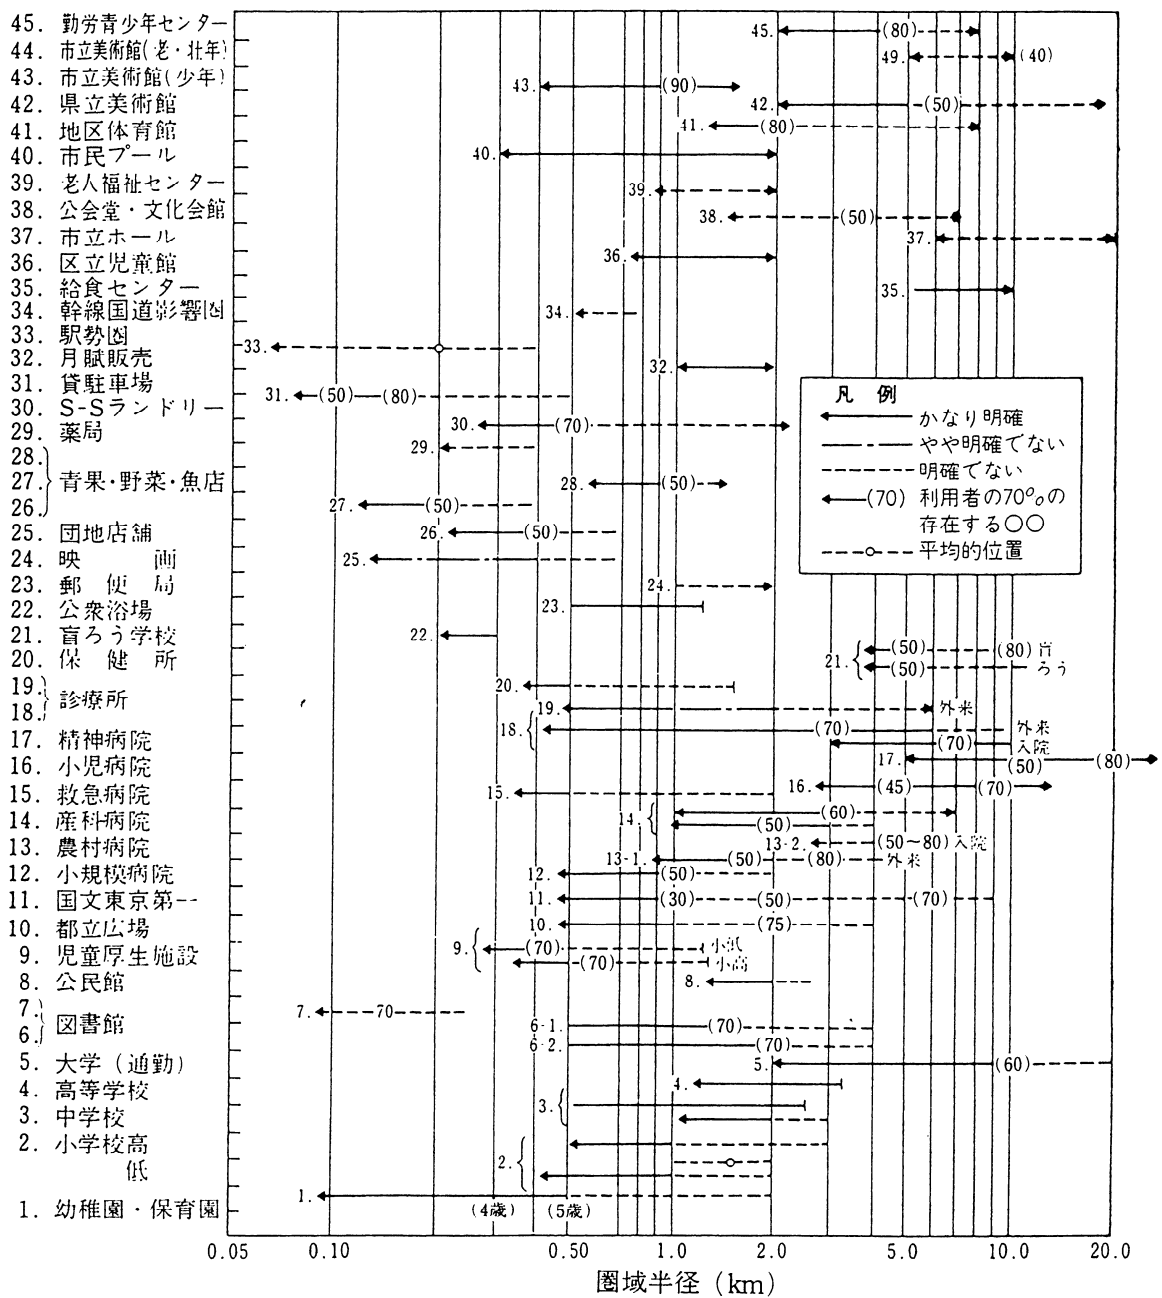 45. 勤労青少年センター
44. 市立美術館(老・壮年)
43. 市立美術館(少年)
42. 県立美術館
41. 地区体育館
40. 市民プール
39. 老人福祉センター
38. 公会堂・文化会館
37. 市立ホール
36. 区立児童館
35. 給食センター
34. 幹線国道影響圏
33. 駅勢圏
32. 月賦販売
31. 貸駐車場
30. S-Sランドリー
29. 薬局
28.
27. 青果・野菜・魚店
26.
25. 団地店舗
24. 映画
23. 郵便局
22. 公衆浴場
21. 盲ろう学校
20. 保健所
19.
18. 診療所
17. 精神病院
16. 小児病院
15. 救急病院
14. 産科病院
13. 農村病院
12. 小規模病院
11. 国文東京第一
10. 都立広場
9. 児童厚生施設
8. 公民館
7.
6. 図書館
5. 大学(通勤)
4. 高等学校
3. 中学校
2. 小学校高
低
1. 幼稚園・保育園
45. (80)
49. (40)
43. (90)
42. (50)
41. (80)
40.
39.
38. (50)
37.
36.
35.
34.
33.
32.
31. (50) (80)
30. (70)
29.
28. (50)
27. (50)
26. (50)
25.
24.
23.
22.
21. (50) (80) 盲
(50) ろう
20.
19. 外来
18. (70) 外来
(70) 入院
17. (50) (80)
16. (45) (70)
15.
14. (60)
(50)
13-2. (50~80) 入院
13-1. (50) (80) 外来
12. (50)
11. (30) (50) (70)
10. (75)
9. (70) 小低
(70) 小高
8.
7. 70
6-1. (70)
6-2. (70)
5. (60)
4.
3.
2.
1.
(4歳) (5歳)
凡例
かなり明確
やや明確でない
明確でない
(70) 利用者の70%の
存在する○○
平均的位置
0.05 0.10 0.50 1.0 2.0 5.0 10.0 20.0
圏域半径(km)